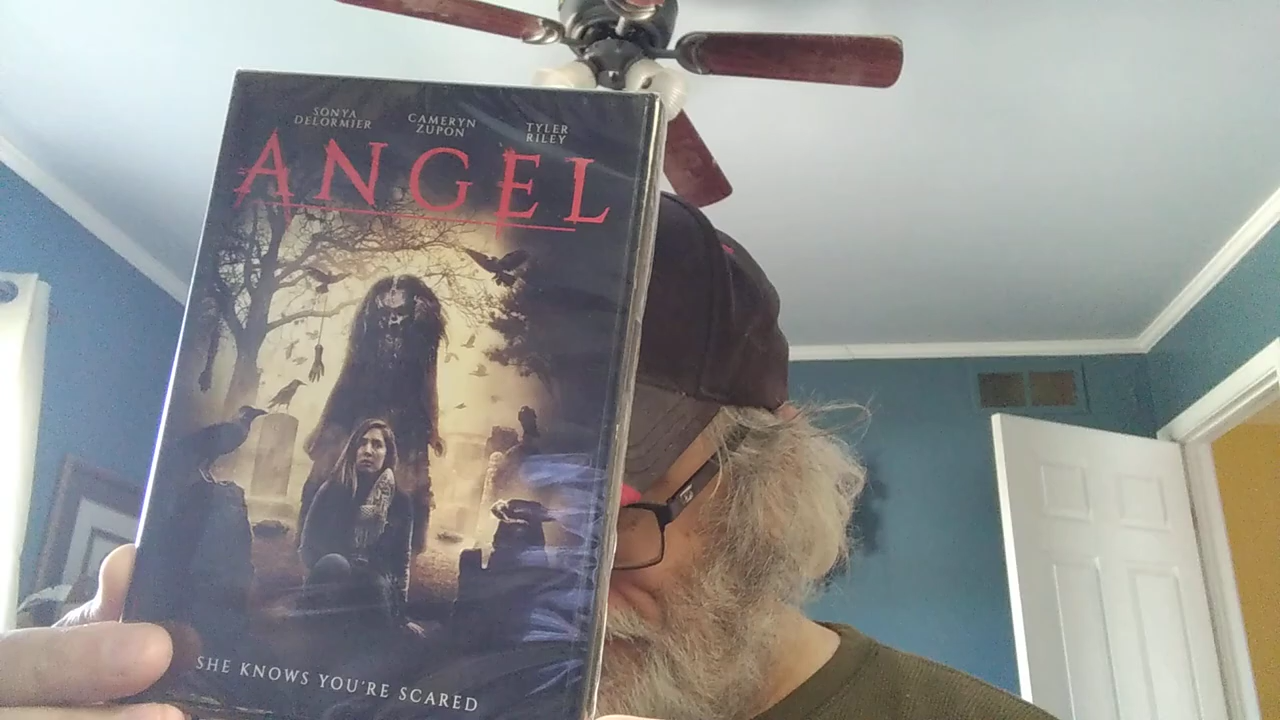 SONYA CAMERYN TYLER
DELORMIER ZUPON RILEY
ANGEL
SHE KNOWS YOU'RE SCARED